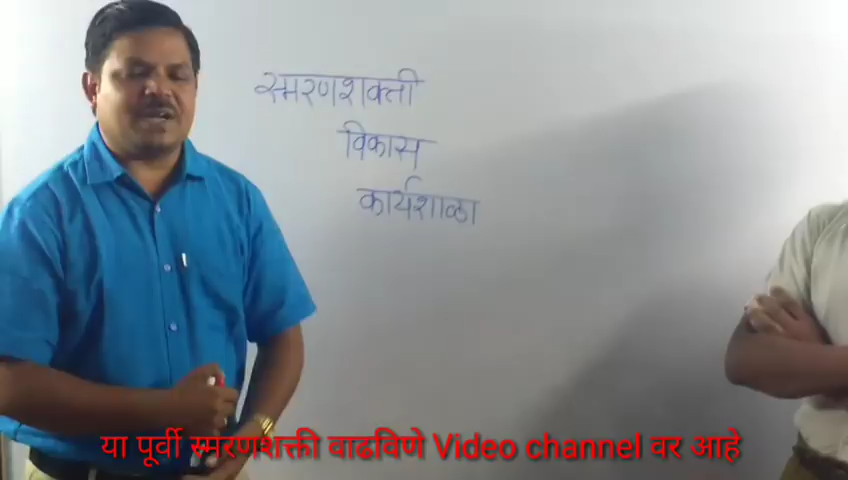 स्मरणशक्ती
विकास
कार्यशाळा
या पूर्वी स्मरणशक्ती वाढविणे Video channel वर आहे